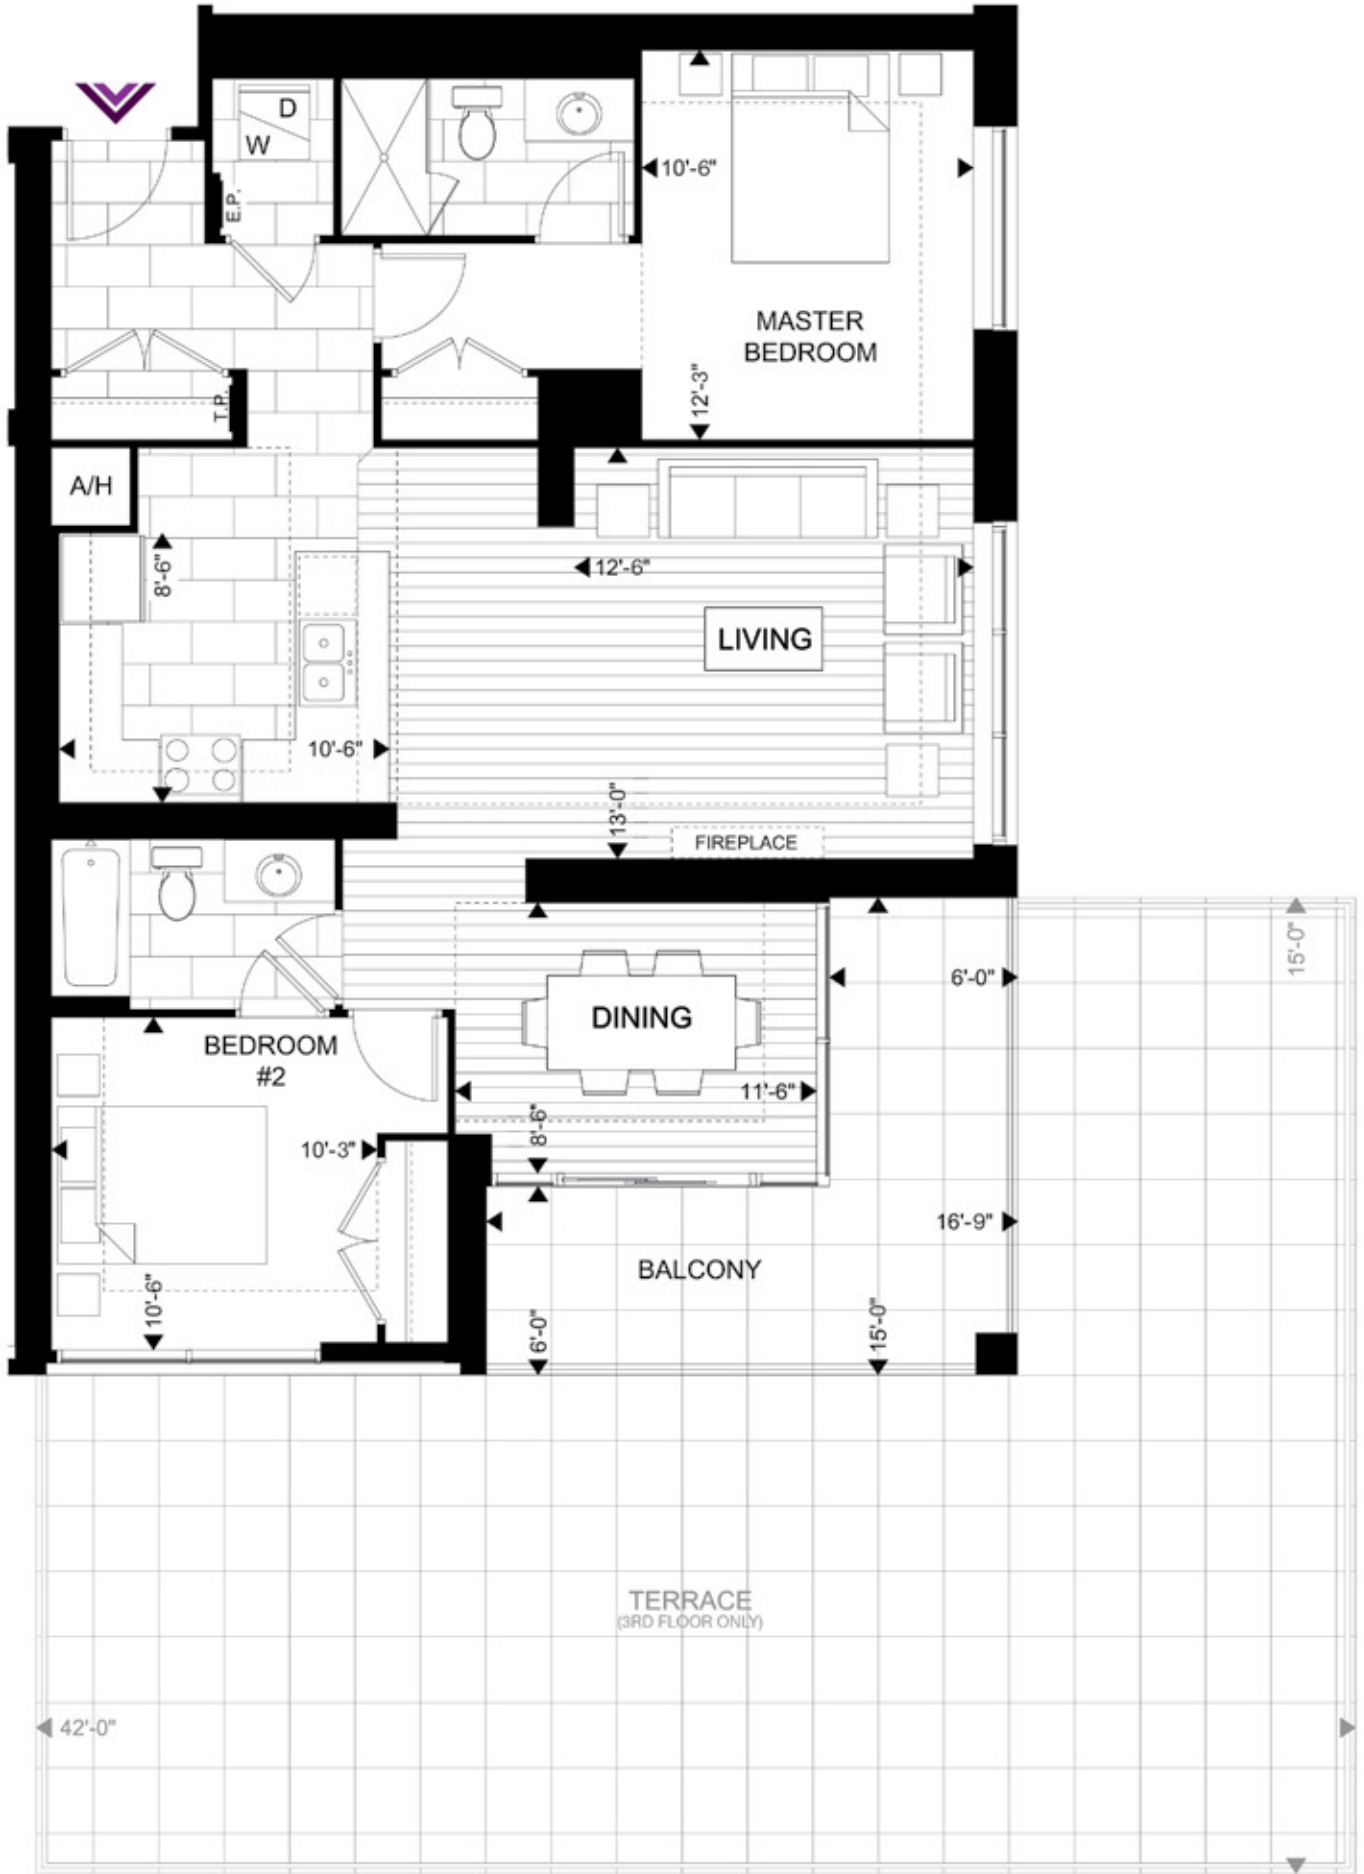 D
W
E.P.
10'-6"
MASTER
BEDROOM
12'-3"
T.P.
A/H
8'-6"
12'-6"
LIVING
10'-6"
13'-0"
FIREPLACE
15'-0"
6'-0"
DINING
BEDROOM
#2
11'-6"
8'-6"
10'-3"
16'-9"
BALCONY
10'-6"
6'-0"
15'-0"
TERRACE
(3RD FLOOR ONLY)
42'-0"